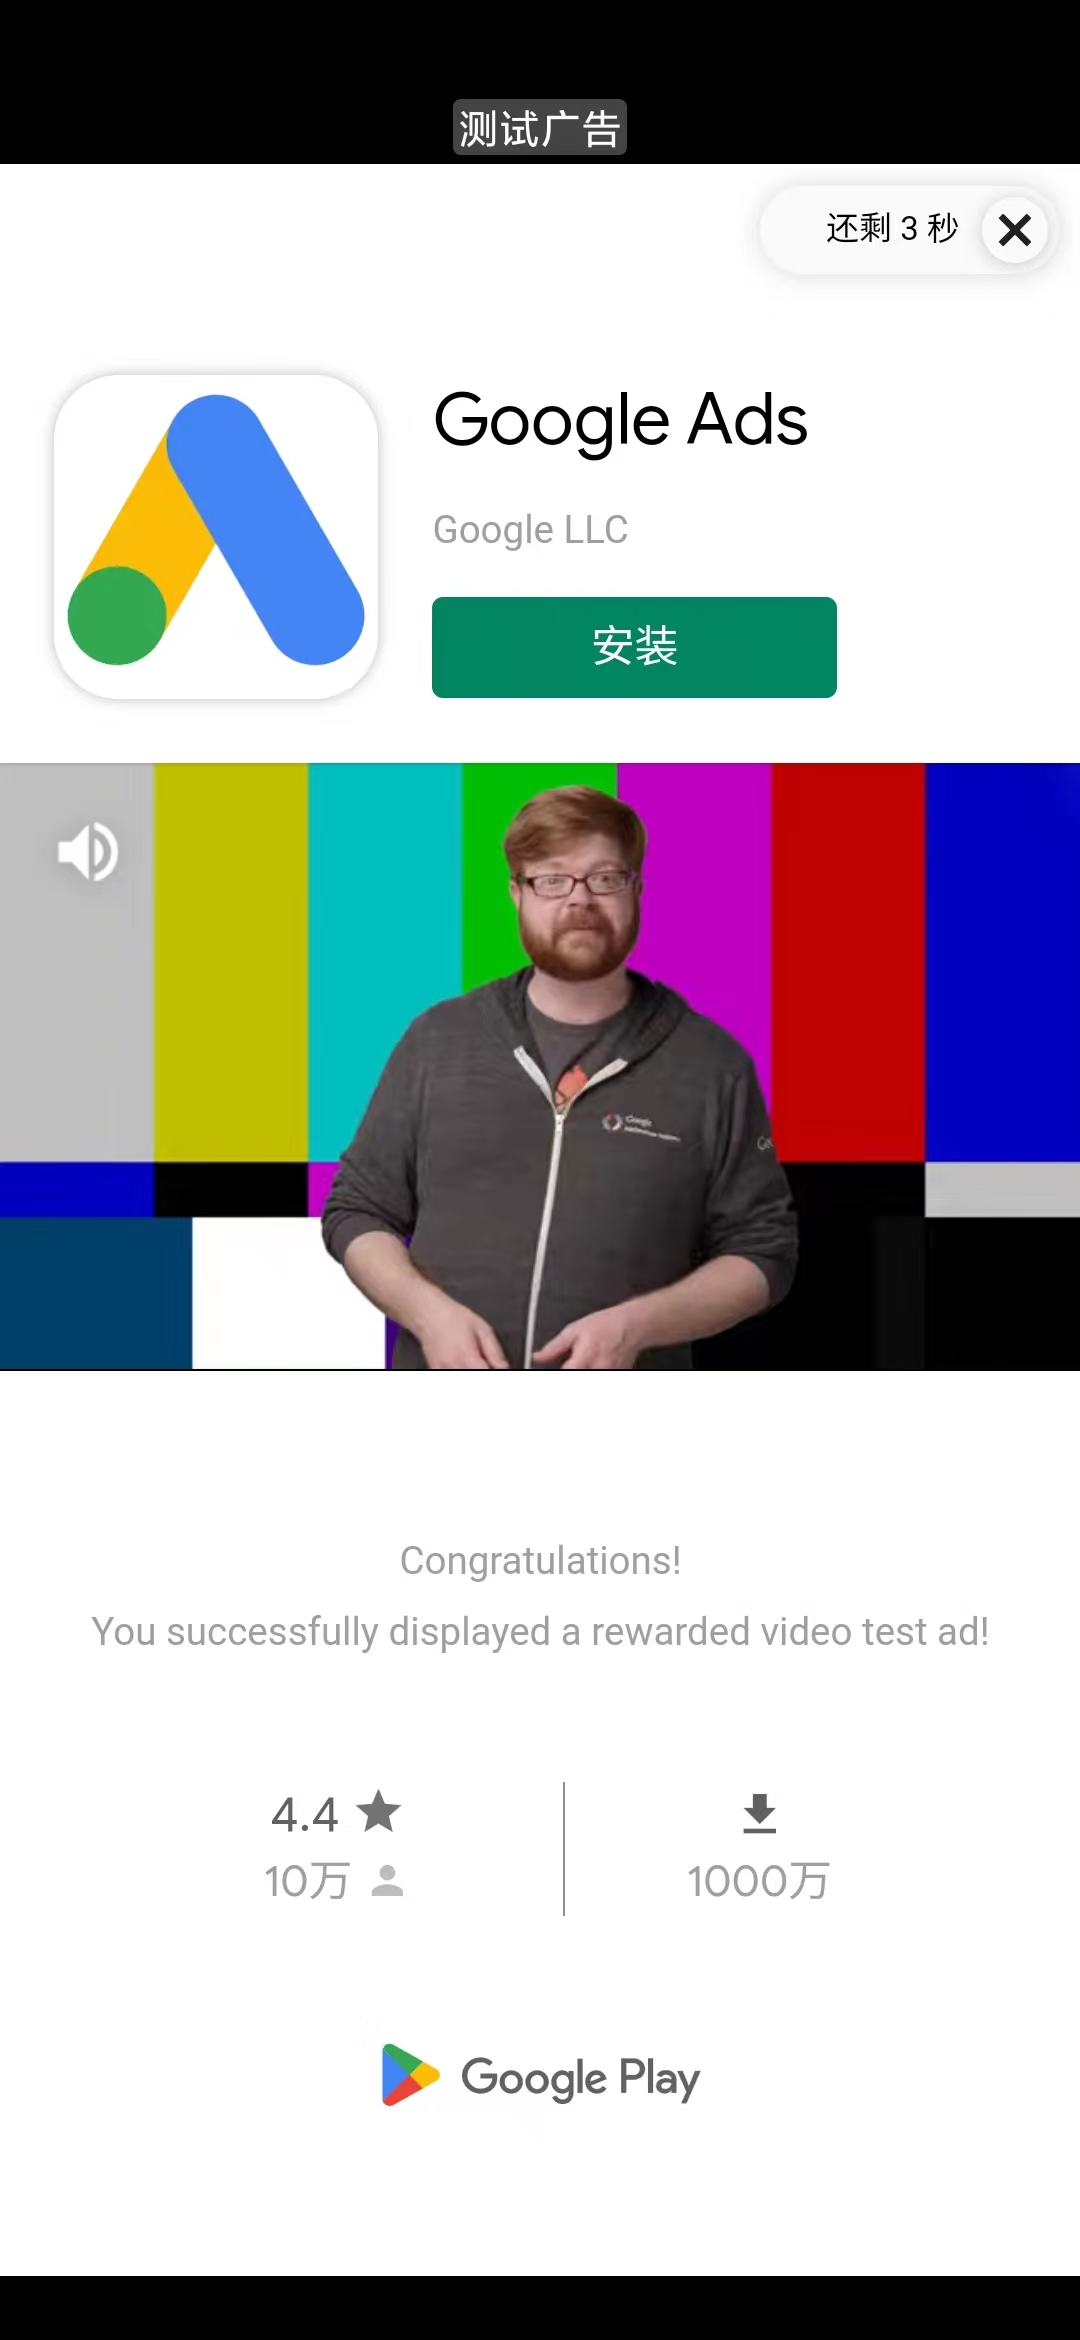 测试广告
还剩 3 秒
Google Ads
Google LLC
安装
Google
Congratulations!
You successfully displayed a rewarded video test ad!
4.4
10万
1000万
Google Play